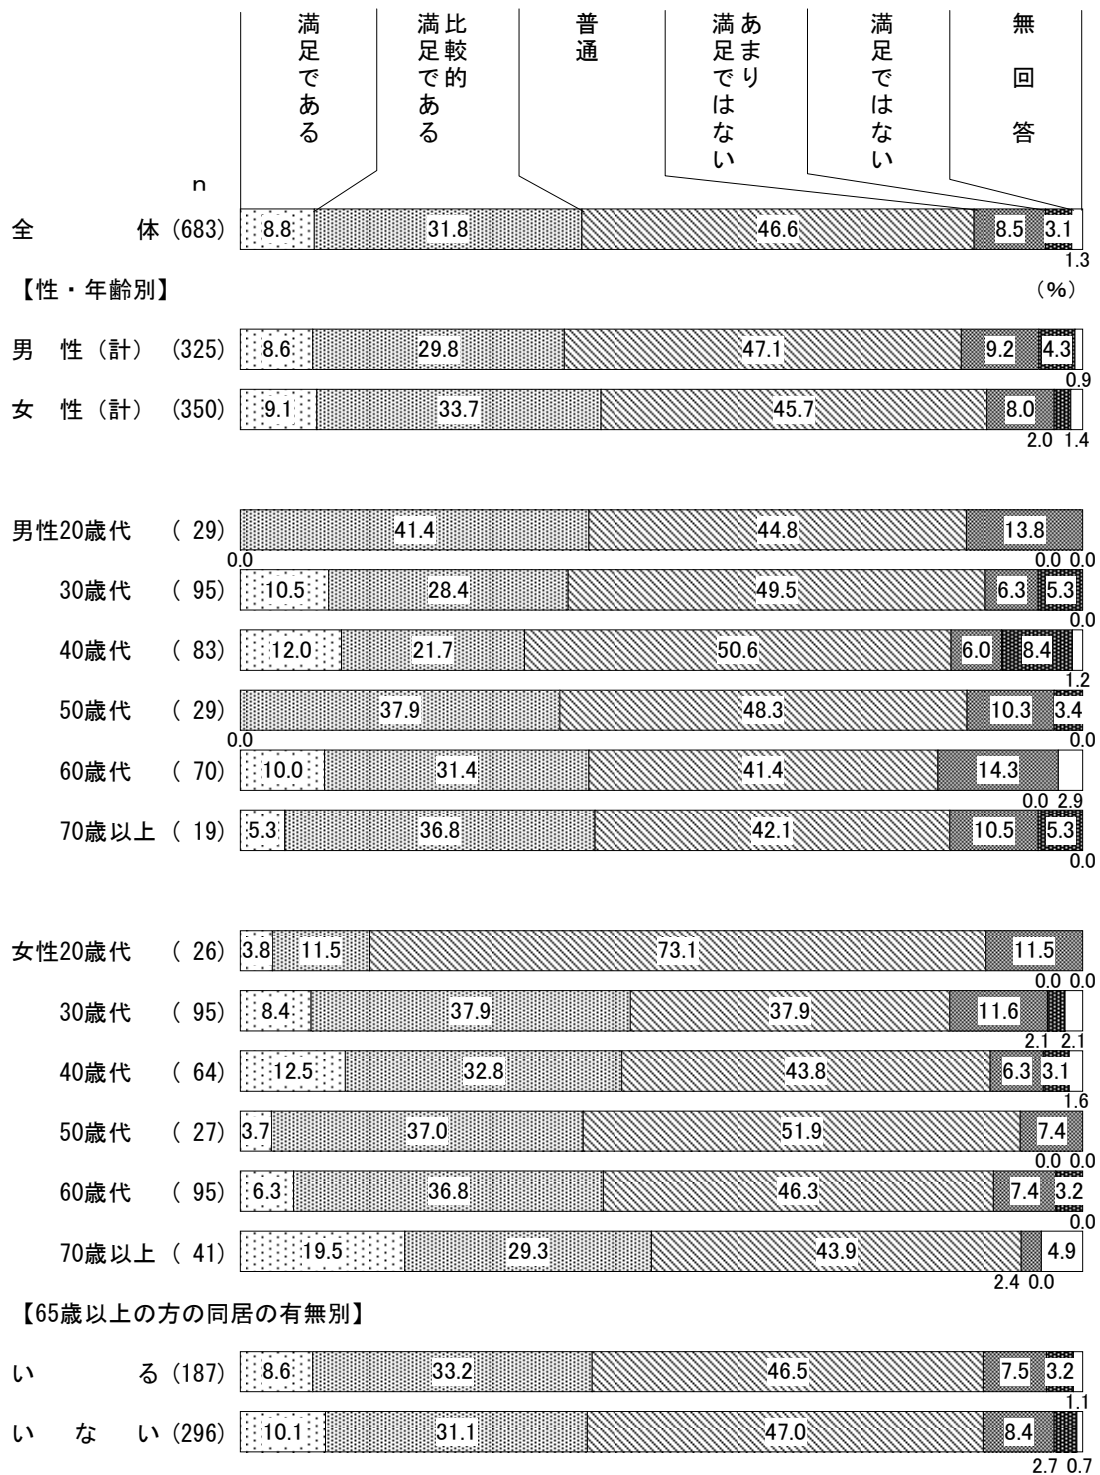 満足である
比較的
満足である
普通
あまり
満足ではない
満足ではない
無回答
n
全体(683) 8.8 31.8 46.6 8.5 3.1
1.3
【性・年齢別】 (%)
男性(計) (325) 8.6 29.8 47.1 9.2 4.3
0.9
女性(計) (350) 9.1 33.7 45.7 8.0
2.0 1.4
男性20歳代 ( 29) 41.4 44.8 13.8
0.0 0.0 0.0
30歳代 ( 95) 10.5 28.4 49.5 6.3 5.3
0.0
40歳代 ( 83) 12.0 21.7 50.6 6.0 8.4
1.2
50歳代 ( 29) 37.9 48.3 10.3 3.4
0.0 0.0
60歳代 ( 70) 10.0 31.4 41.4 14.3
0.0 2.9
70歳以上 ( 19) 5.3 36.8 42.1 10.5 5.3
0.0
女性20歳代 ( 26) 3.8 11.5 73.1 11.5
0.0 0.0
30歳代 ( 95) 8.4 37.9 37.9 11.6
2.1 2.1
40歳代 ( 64) 12.5 32.8 43.8 6.3 3.1
1.6
50歳代 ( 27) 3.7 37.0 51.9 7.4
0.0 0.0
60歳代 ( 95) 6.3 36.8 46.3 7.4 3.2
0.0
70歳以上 ( 41) 19.5 29.3 43.9 4.9
2.4 0.0
【65歳以上の方の同居の有無別】
いる(187) 8.6 33.2 46.5 7.5 3.2
1.1
いない(296) 10.1 31.1 47.0 8.4
2.7 0.7